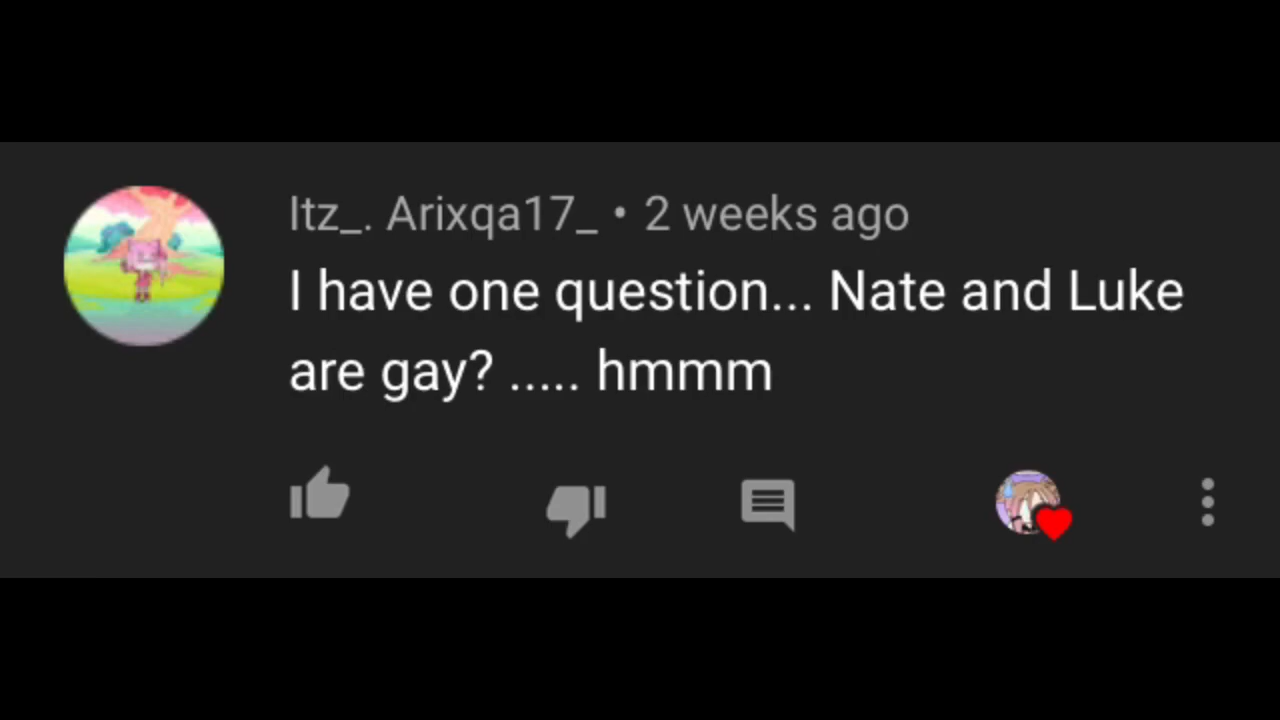 Itz_. Arixqa17_ • 2 weeks ago
I have one question... Nate and Luke
are gay? ..... hmmm